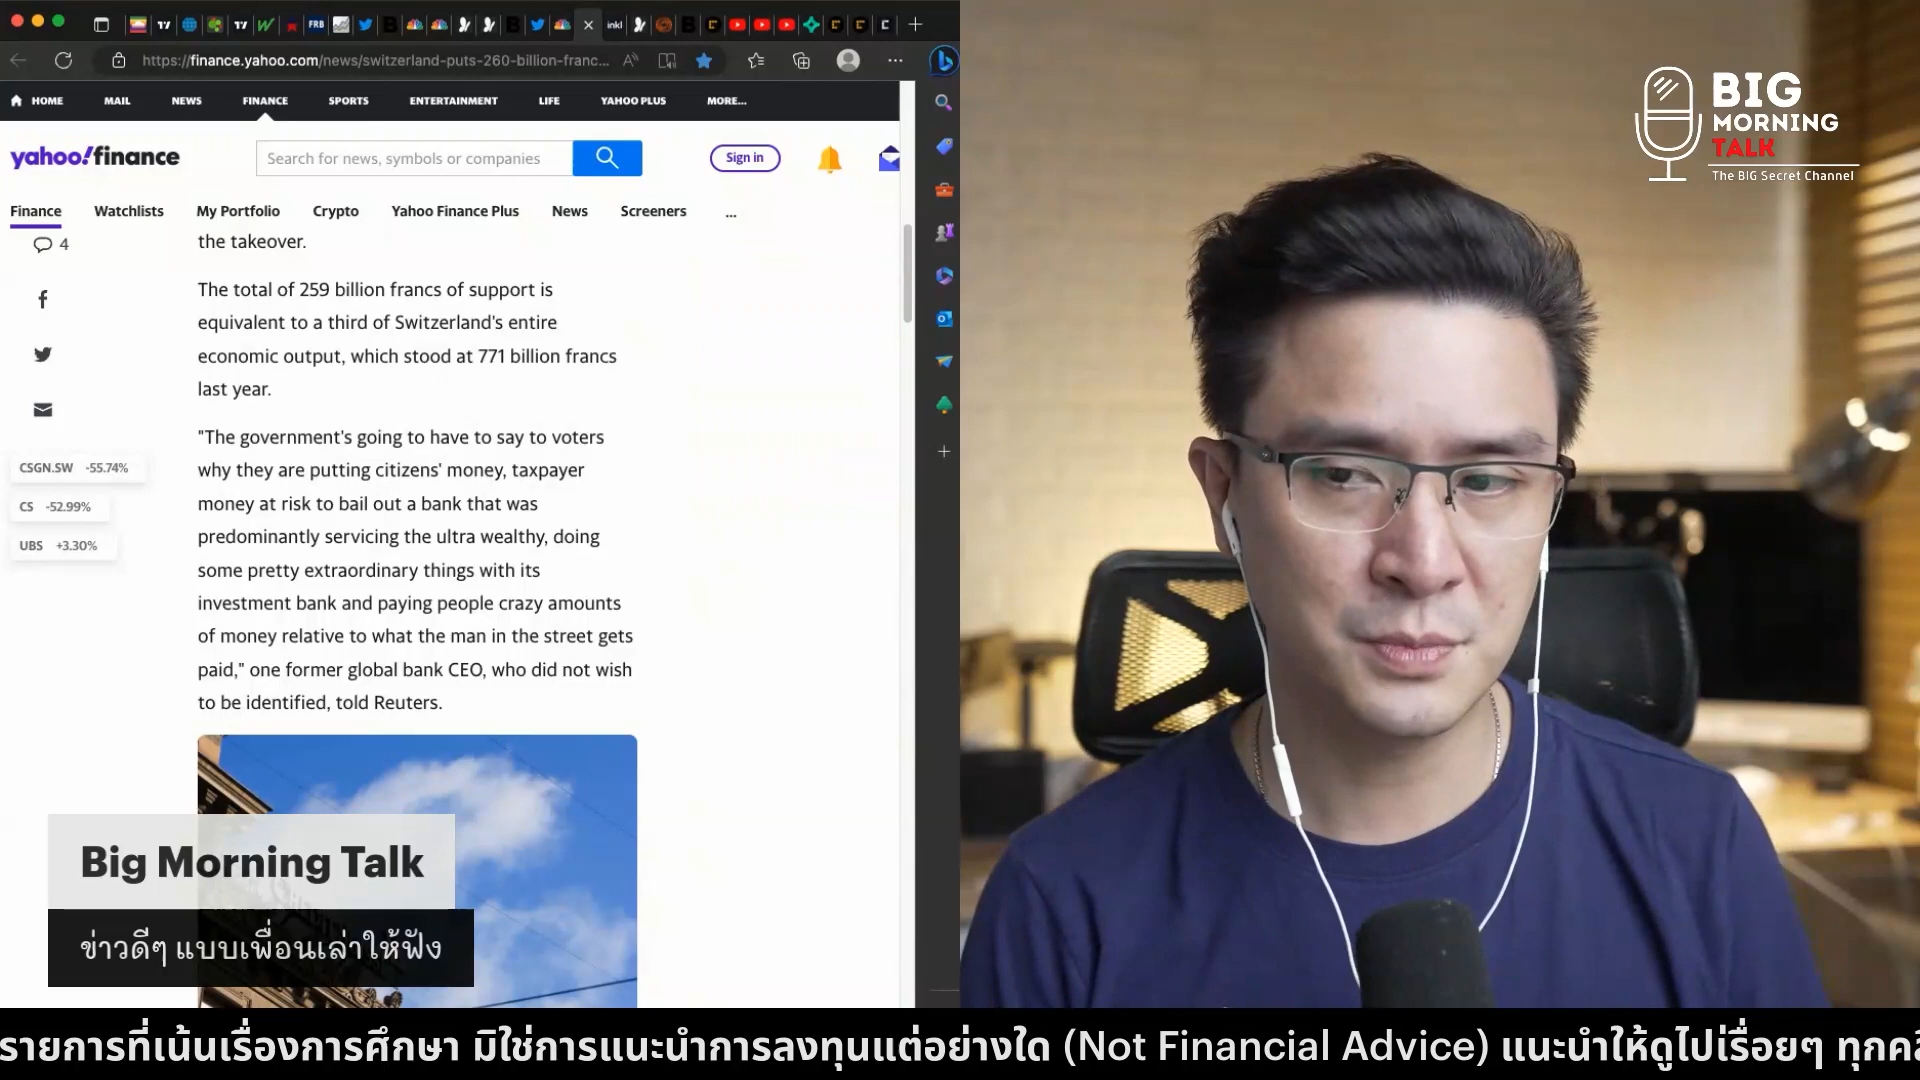 FRB
inkl
https://finance.yahoo.com/news/switzerland-puts-260-billion-franc...
HOME MAIL NEWS FINANCE SPORTS ENTERTAINMENT LIFE YAHOO PLUS MORE...
yahoo!finance
Search for news, symbols or companies
Sign in
Finance Watchlists My Portfolio Crypto Yahoo Finance Plus News Screeners ...
4
the takeover.
The total of 259 billion francs of support is
equivalent to a third of Switzerland's entire
economic output, which stood at 771 billion francs
last year.
"The government's going to have to say to voters
why they are putting citizens' money, taxpayer
money at risk to bail out a bank that was
predominantly servicing the ultra wealthy, doing
some pretty extraordinary things with its
investment bank and paying people crazy amounts
of money relative to what the man in the street gets
paid," one former global bank CEO, who did not wish
to be identified, told Reuters.
CSGN.SW -55.74%
CS -52.99%
UBS +3.30%
BIG
MORNING
TALK
The BIG Secret Channel
Big Morning Talk
ข่าวดีๆ แบบเพื่อนเล่าให้ฟัง
รายการที่เน้นเรื่องการศึกษา มิใช่การแนะนำการลงทุนแต่อย่างใด (Not Financial Advice) แนะนำให้ดูไปเรื่อยๆ